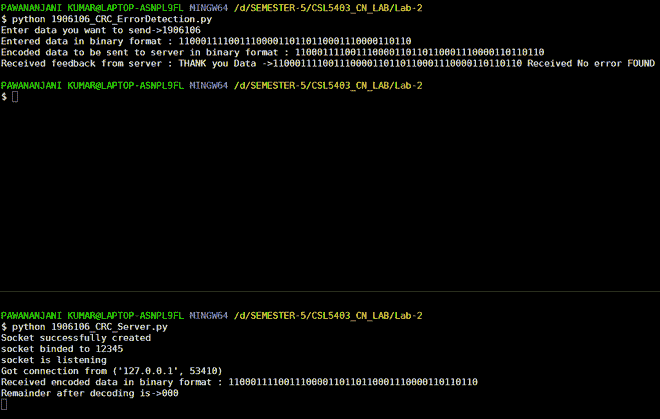 PAWANANJANI KUMAR@LAPTOP-ASNPL9FL MINGW64 /d/SEMESTER-5/CSL5403_CN_LAB/Lab-2
$ python 1906106_CRC_ErrorDetection.py
Enter data you want to send->1906106
Entered data in binary format : 110001111001110000110110110001110000110110
Encoded data to be sent to server in binary format : 110001111001110000110110110001110000110110110
Received feedback from server : THANK you Data ->110001111001110000110110110001110000110110110 Received No error FOUND
PAWANANJANI KUMAR@LAPTOP-ASNPL9FL MINGW64 /d/SEMESTER-5/CSL5403_CN_LAB/Lab-2
$
PAWANANJANI KUMAR@LAPTOP-ASNPL9FL MINGW64 /d/SEMESTER-5/CSL5403_CN_LAB/Lab-2
$ python 1906106_CRC_Server.py
Socket successfully created
socket binded to 12345
socket is listening
Got connection from ('127.0.0.1', 53410)
Received encoded data in binary format : 110001111001110000110110110001110000110110110
Remainder after decoding is->000